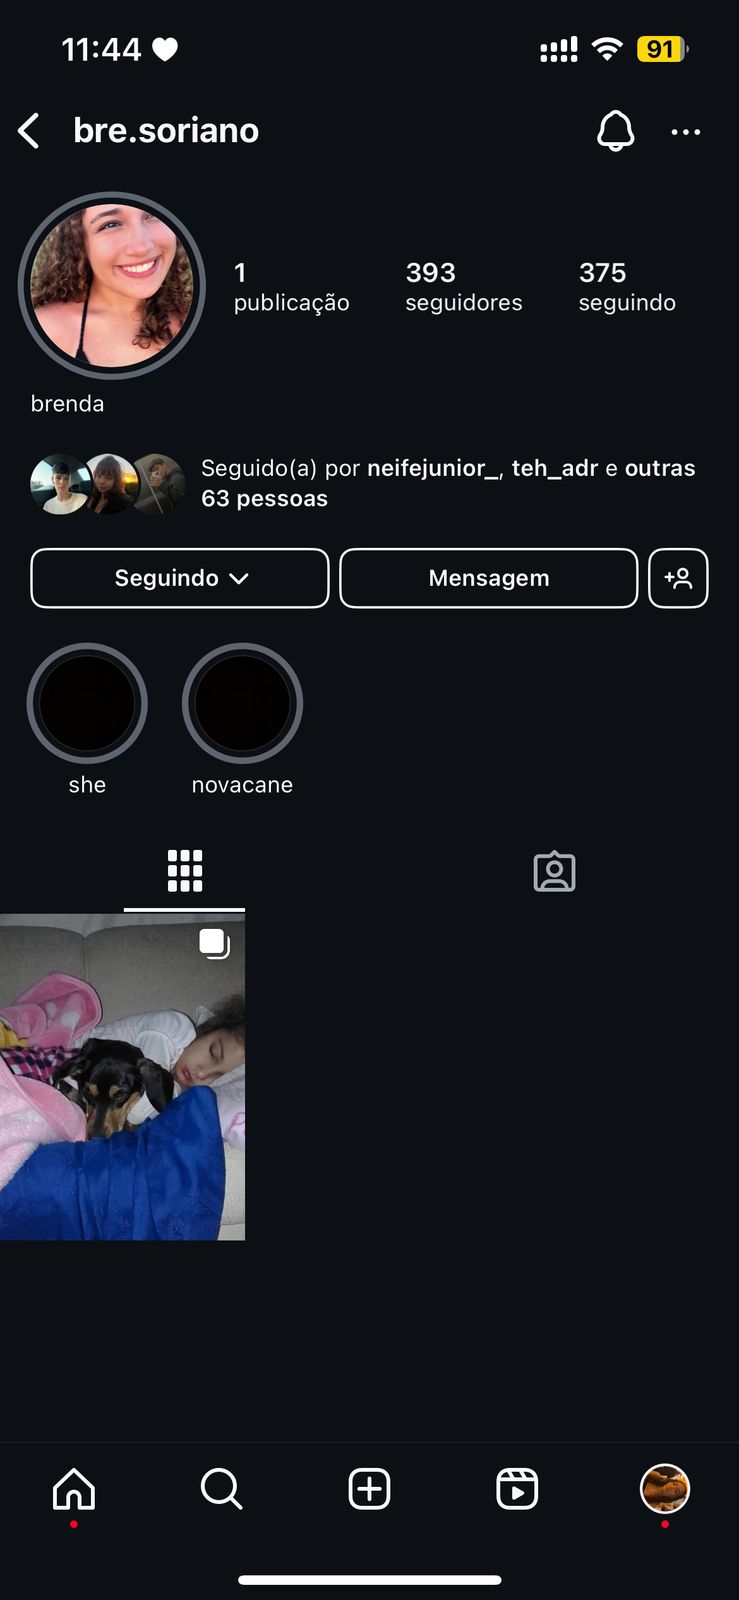 11:44
91
bre.soriano
1
publicação
393
seguidores
375
seguindo
brenda
Seguido(a) por neifejunior_, teh_adr e outras
63 pessoas
Seguindo
Mensagem
she
novacane